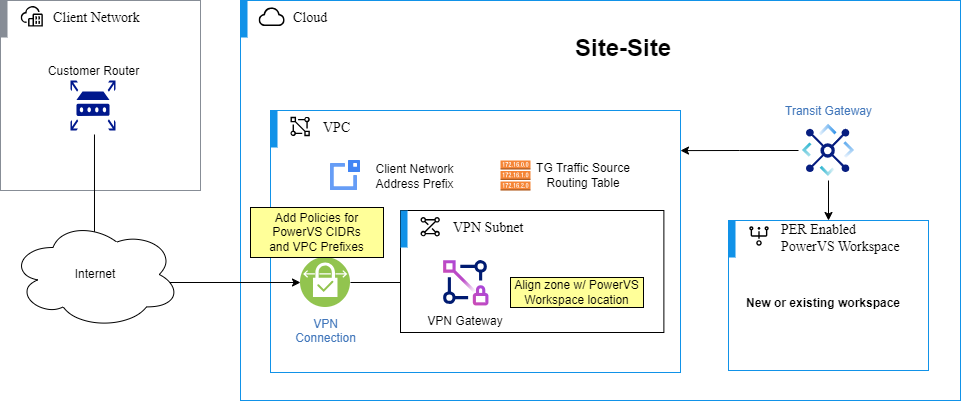 Client Network
Customer Router
Internet
Cloud
Site-Site
VPC
Client Network
Address Prefix
172.16.0.0
172.16.1.0
172.16.2.0
TG Traffic Source
Routing Table
Add Policies for
PowerVS CIDRs
and VPC Prefixes
VPN
Connection
VPN Subnet
VPN Gateway
Align zone w/ PowerVS
Workspace location
Transit Gateway
PER Enabled
PowerVS Workspace
New or existing workspace